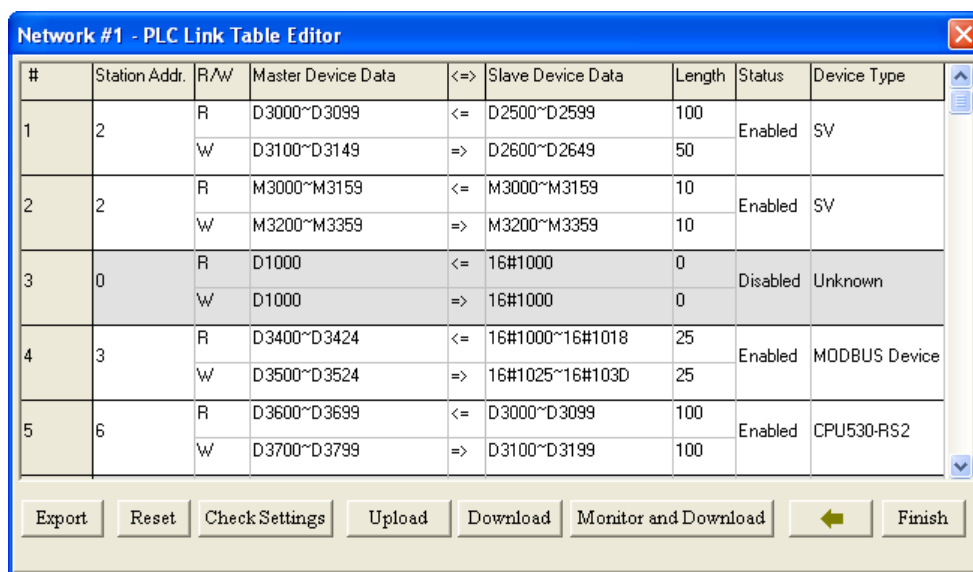 Network #1 - PLC Link Table Editor
# Station Addr. R/W Master Device Data <=> Slave Device Data Length Status Device Type
1 2 R D3000~D3099 <= D2500~D2599 100 Enabled SV
W D3100~D3149 => D2600~D2649 50
2 2 R M3000~M3159 <= M3000~M3159 10 Enabled SV
W M3200~M3359 => M3200~M3359 10
3 0 R D1000 <= 16#1000 0 Disabled Unknown
W D1000 => 16#1000 0
4 3 R D3400~D3424 <= 16#1000~16#1018 25 Enabled MODBUS Device
W D3500~D3524 => 16#1025~16#103D 25
5 6 R D3600~D3699 <= D3000~D3099 100 Enabled CPU530-RS2
W D3700~D3799 => D3100~D3199 100
Export Reset Check Settings Upload Download Monitor and Download Finish